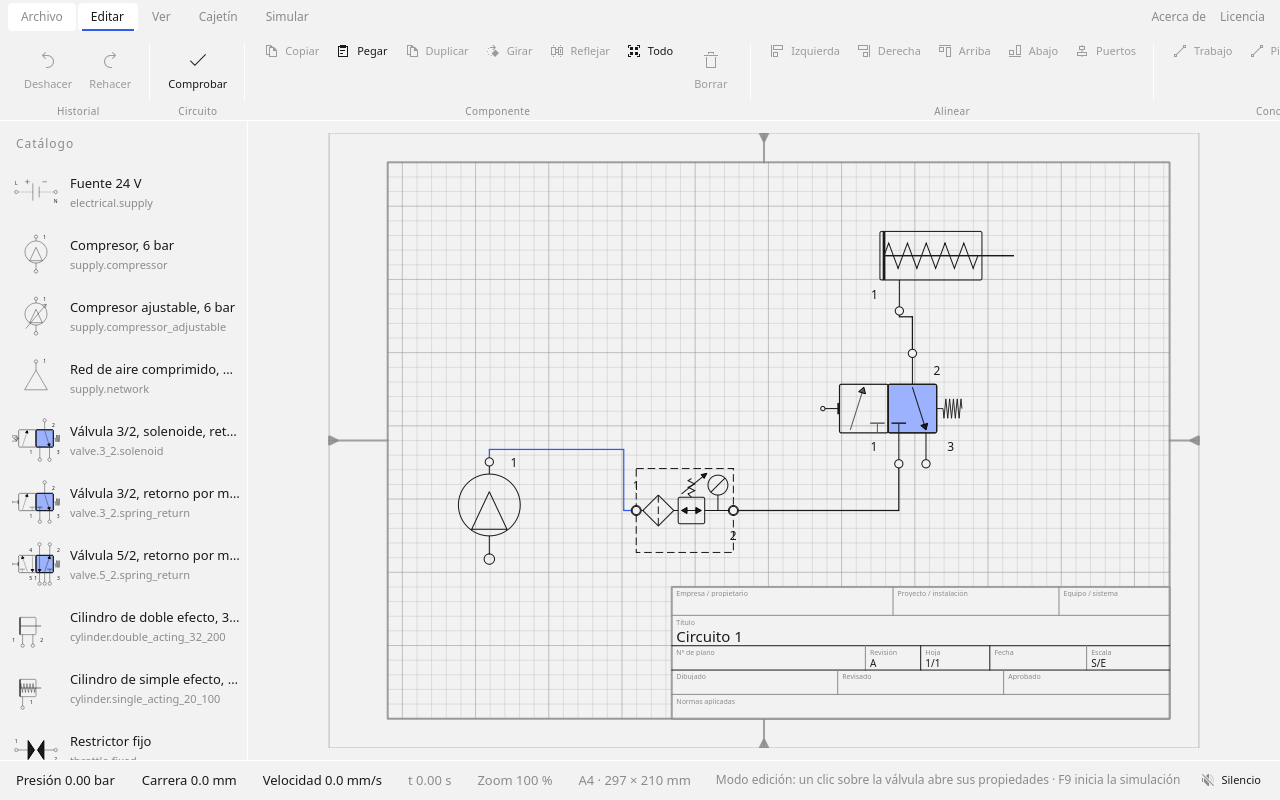 Archivo Editar Ver Cajetín Simular Acerca de Licencia
Copiar Pegar Duplicar Girar Reflejar Todo Izquierda Derecha Arriba Abajo Puertos Trabajo
Deshacer Rehacer Comprobar Borrar
Historial Circuito Componente Alinear
Catálogo
Fuente 24 V
electrical.supply
Compresor, 6 bar
supply.compressor
Compresor ajustable, 6 bar
supply.compressor_adjustable
Red de aire comprimido, ...
supply.network
Válvula 3/2, solenoide, ret...
valve.3_2.solenoid
Válvula 3/2, retorno por m...
valve.3_2.spring_return
Válvula 5/2, retorno por m...
valve.5_2.spring_return
Cilindro de doble efecto, 3...
cylinder.double_acting_32_200
Cilindro de simple efecto, ...
cylinder.single_acting_20_100
Restrictor fijo
1
2
1 3
1
1
2
Empresa / propietario Proyecto / instalación Equipo / sistema
Título
Circuito 1
Nº de plano Revisión Hoja Fecha Escala
A 1/1 S/E
Dibujado Revisado Aprobado
Normas aplicadas
Presión 0.00 bar Carrera 0.0 mm Velocidad 0.0 mm/s t 0.00 s Zoom 100 % A4 · 297 × 210 mm Modo edición: un clic sobre la válvula abre sus propiedades · F9 inicia la simulación Silencio